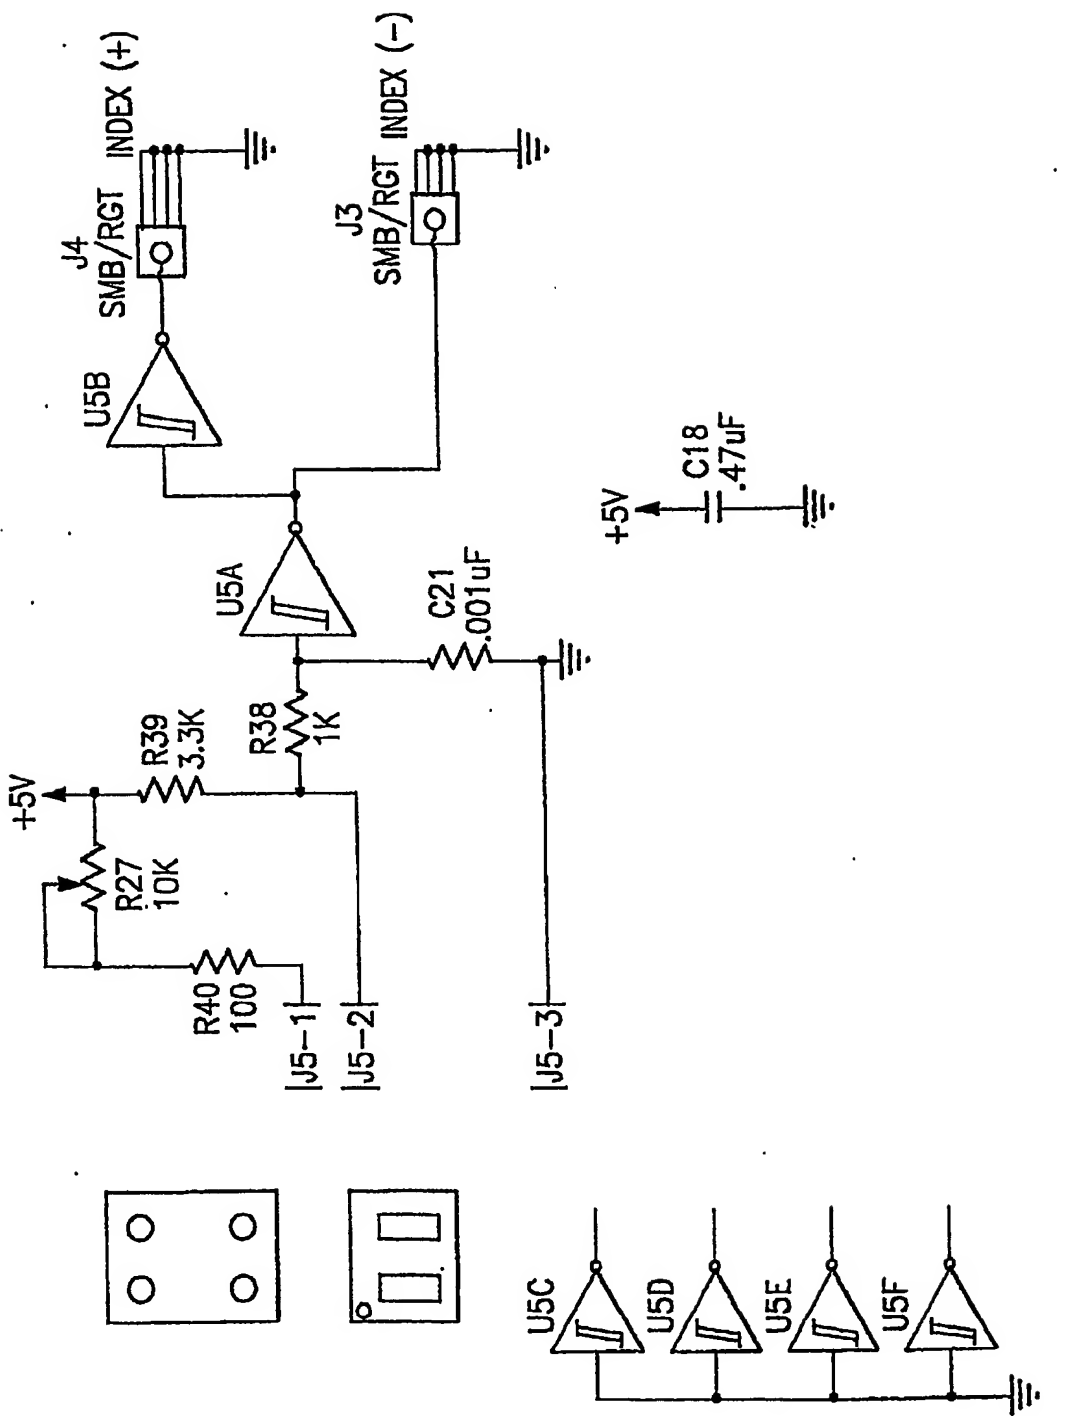 INDEX (+)
J4
SMB/RGT
INDEX (-)
J3
SMB/RGT
U5B
U5A
+5V
C18
.47uF
C21
.001uF
R38
1K
R39
3.3K
+5V
R27
10K
R40
100
J5-1
J5-2
J5-3
U5C
U5D
U5E
U5F